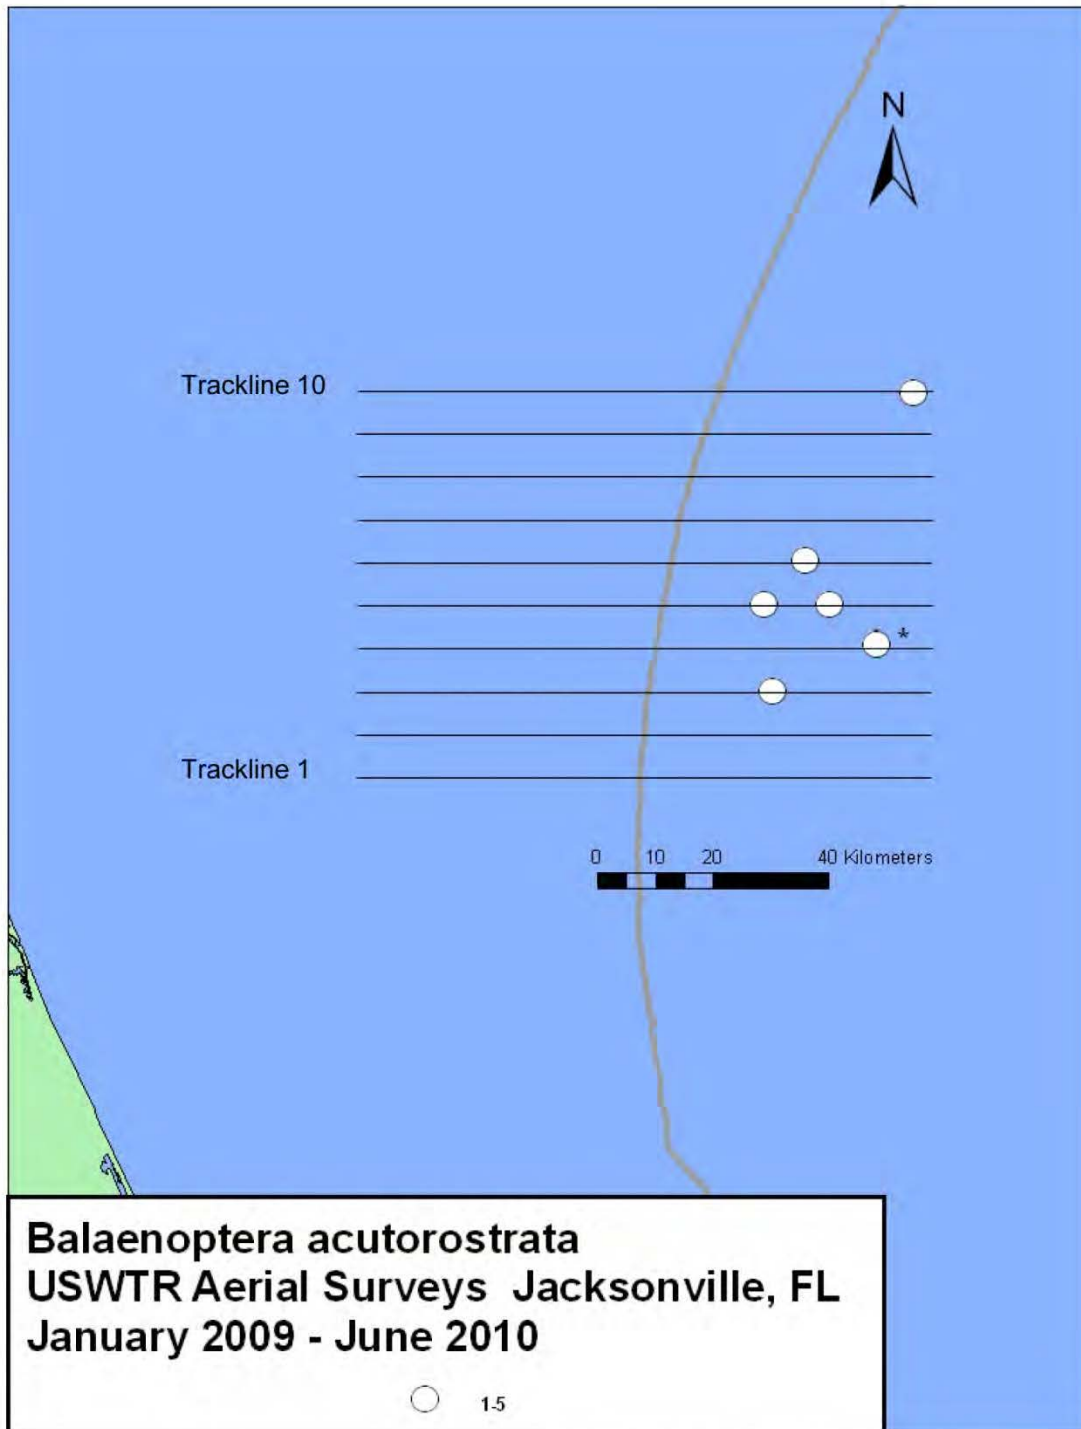 N
Trackline 10
*
Trackline 1
0 10 20 40 Kilometers
Balaenoptera acutorostrata
USWTR Aerial Surveys Jacksonville, FL
January 2009 - June 2010
1-5